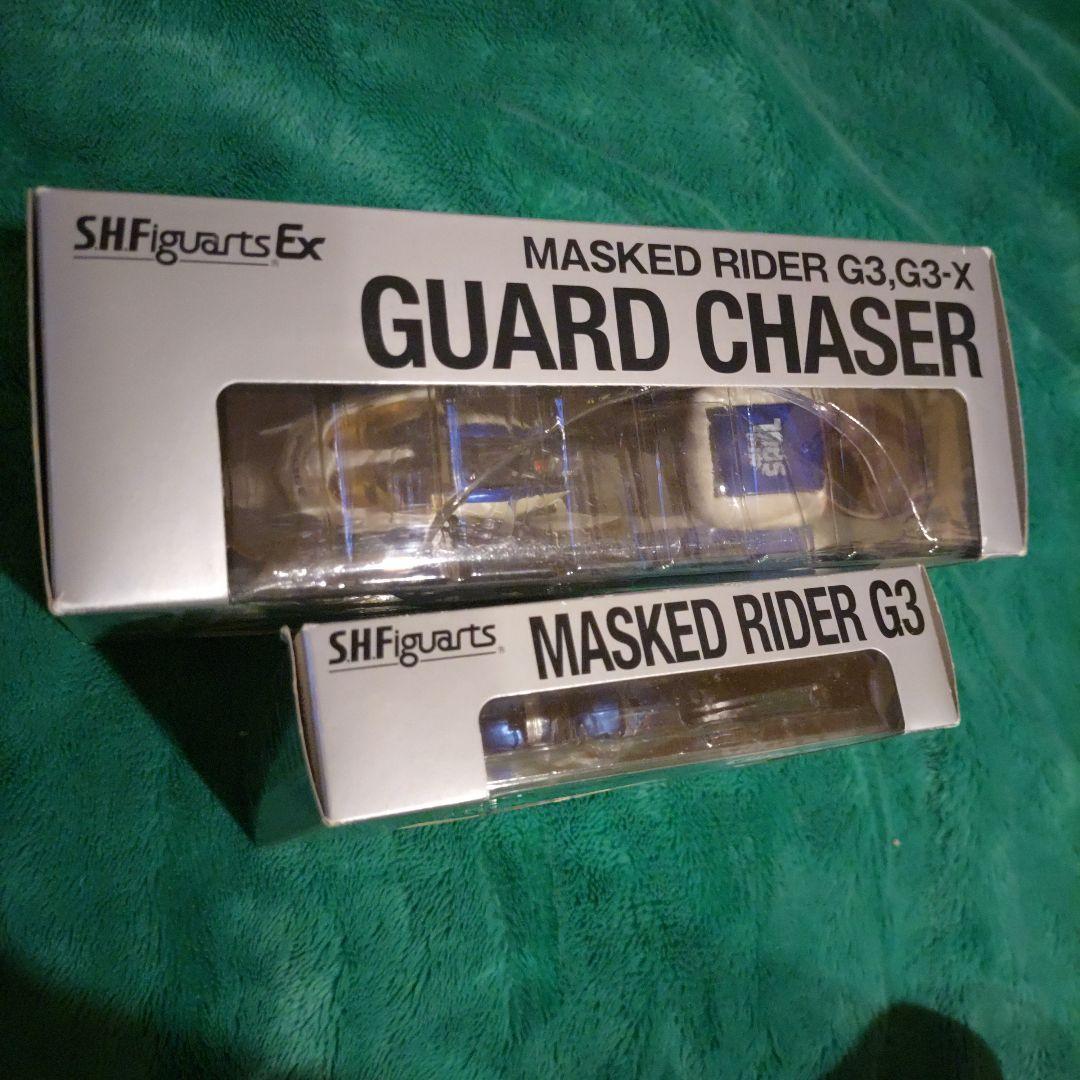 S.H.Figuarts Ex
MASKED RIDER G3,G3-X
GUARD CHASER
S.H.Figuarts
MASKED RIDER G3